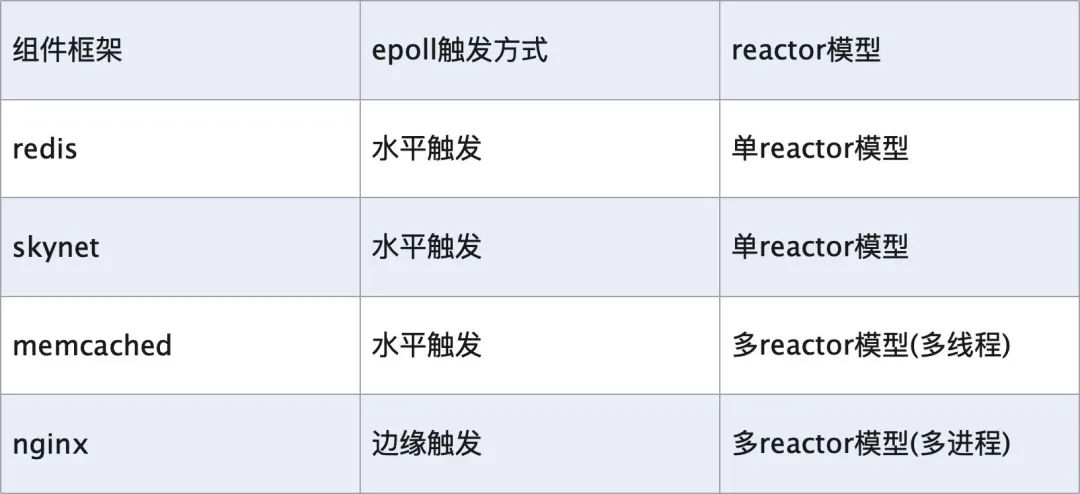 组件框架 epoll触发方式 reactor模型
redis 水平触发 单reactor模型
skynet 水平触发 单reactor模型
memcached 水平触发 多reactor模型(多线程)
nginx 边缘触发 多reactor模型(多进程)